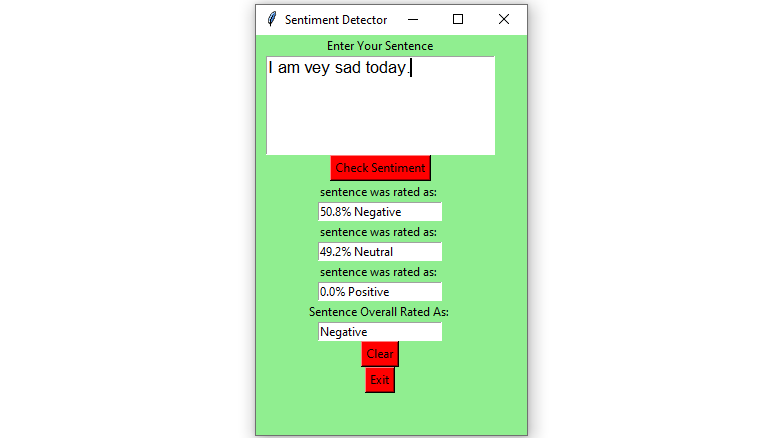 Sentiment Detector
Enter Your Sentence
I am vey sad today.
Check Sentiment
sentence was rated as:
50.8% Negative
sentence was rated as:
49.2% Neutral
sentence was rated as:
0.0% Positive
Sentence Overall Rated As:
Negative
Clear
Exit